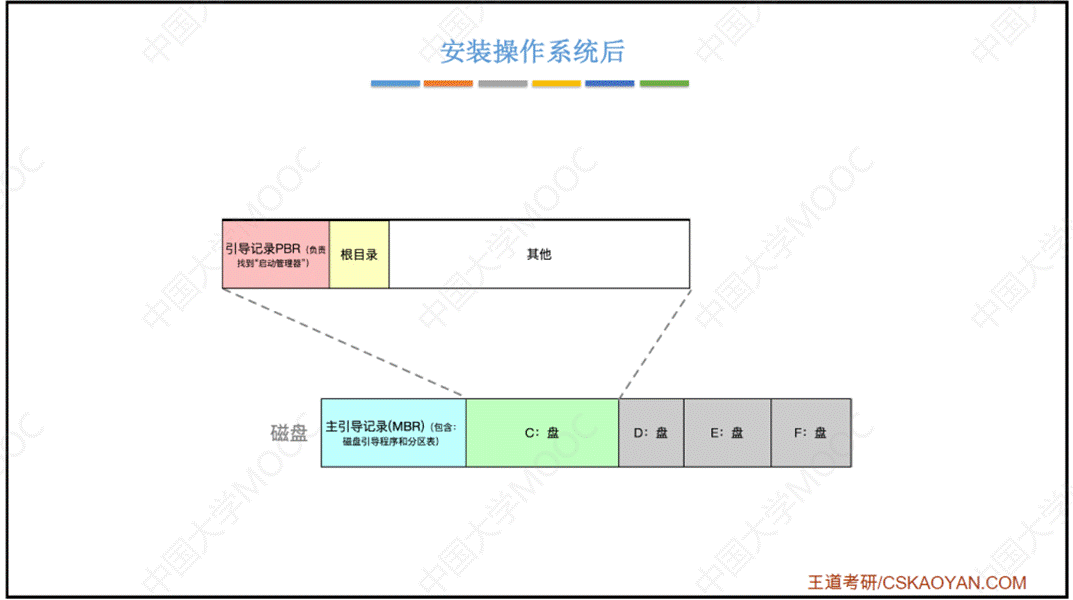 安装操作系统后
引导记录PBR（负责
找到“启动管理器”）
根目录
其他
磁盘
主引导记录(MBR)（包含：
磁盘引导程序和分区表）
C：盘
D：盘
E：盘
F：盘
王道考研/CSKAOYAN.COM
中国大学MOOC